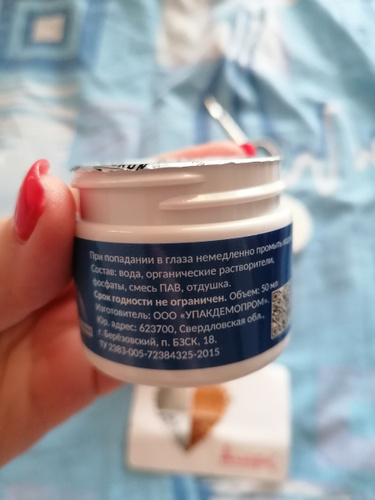 При попадании в глаза немедленно промыть
Состав: вода, органические растворители,
фосфаты, смесь ПАВ, отдушка.
Срок годности не ограничен. Объем: 50 мл
Изготовитель: ООО «УПАКДЕМОПРОМ»,
Юр. адрес: 623700, Свердловская обл.,
г. Берёзовский, п. БЗСК, 18.
ТУ 2383-005-72384325-2015